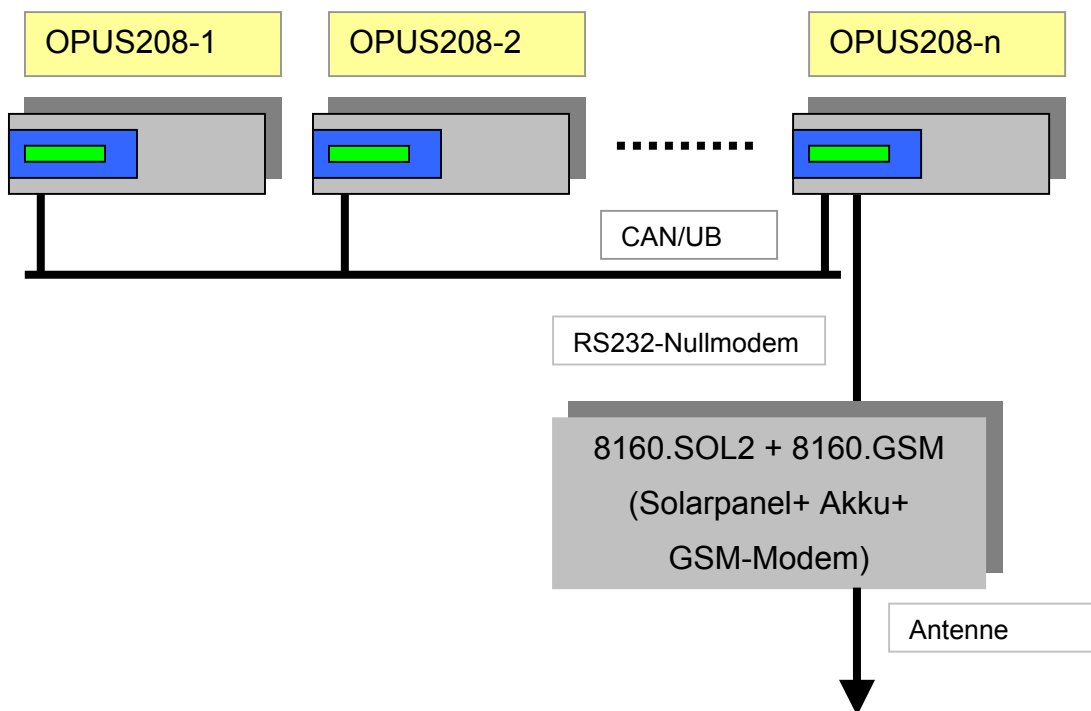 OPUS208-1
OPUS208-2
OPUS208-n
CAN/UB
RS232-Nullmodem
8160.SOL2 + 8160.GSM
(Solarpanel+ Akku+
GSM-Modem)
Antenne